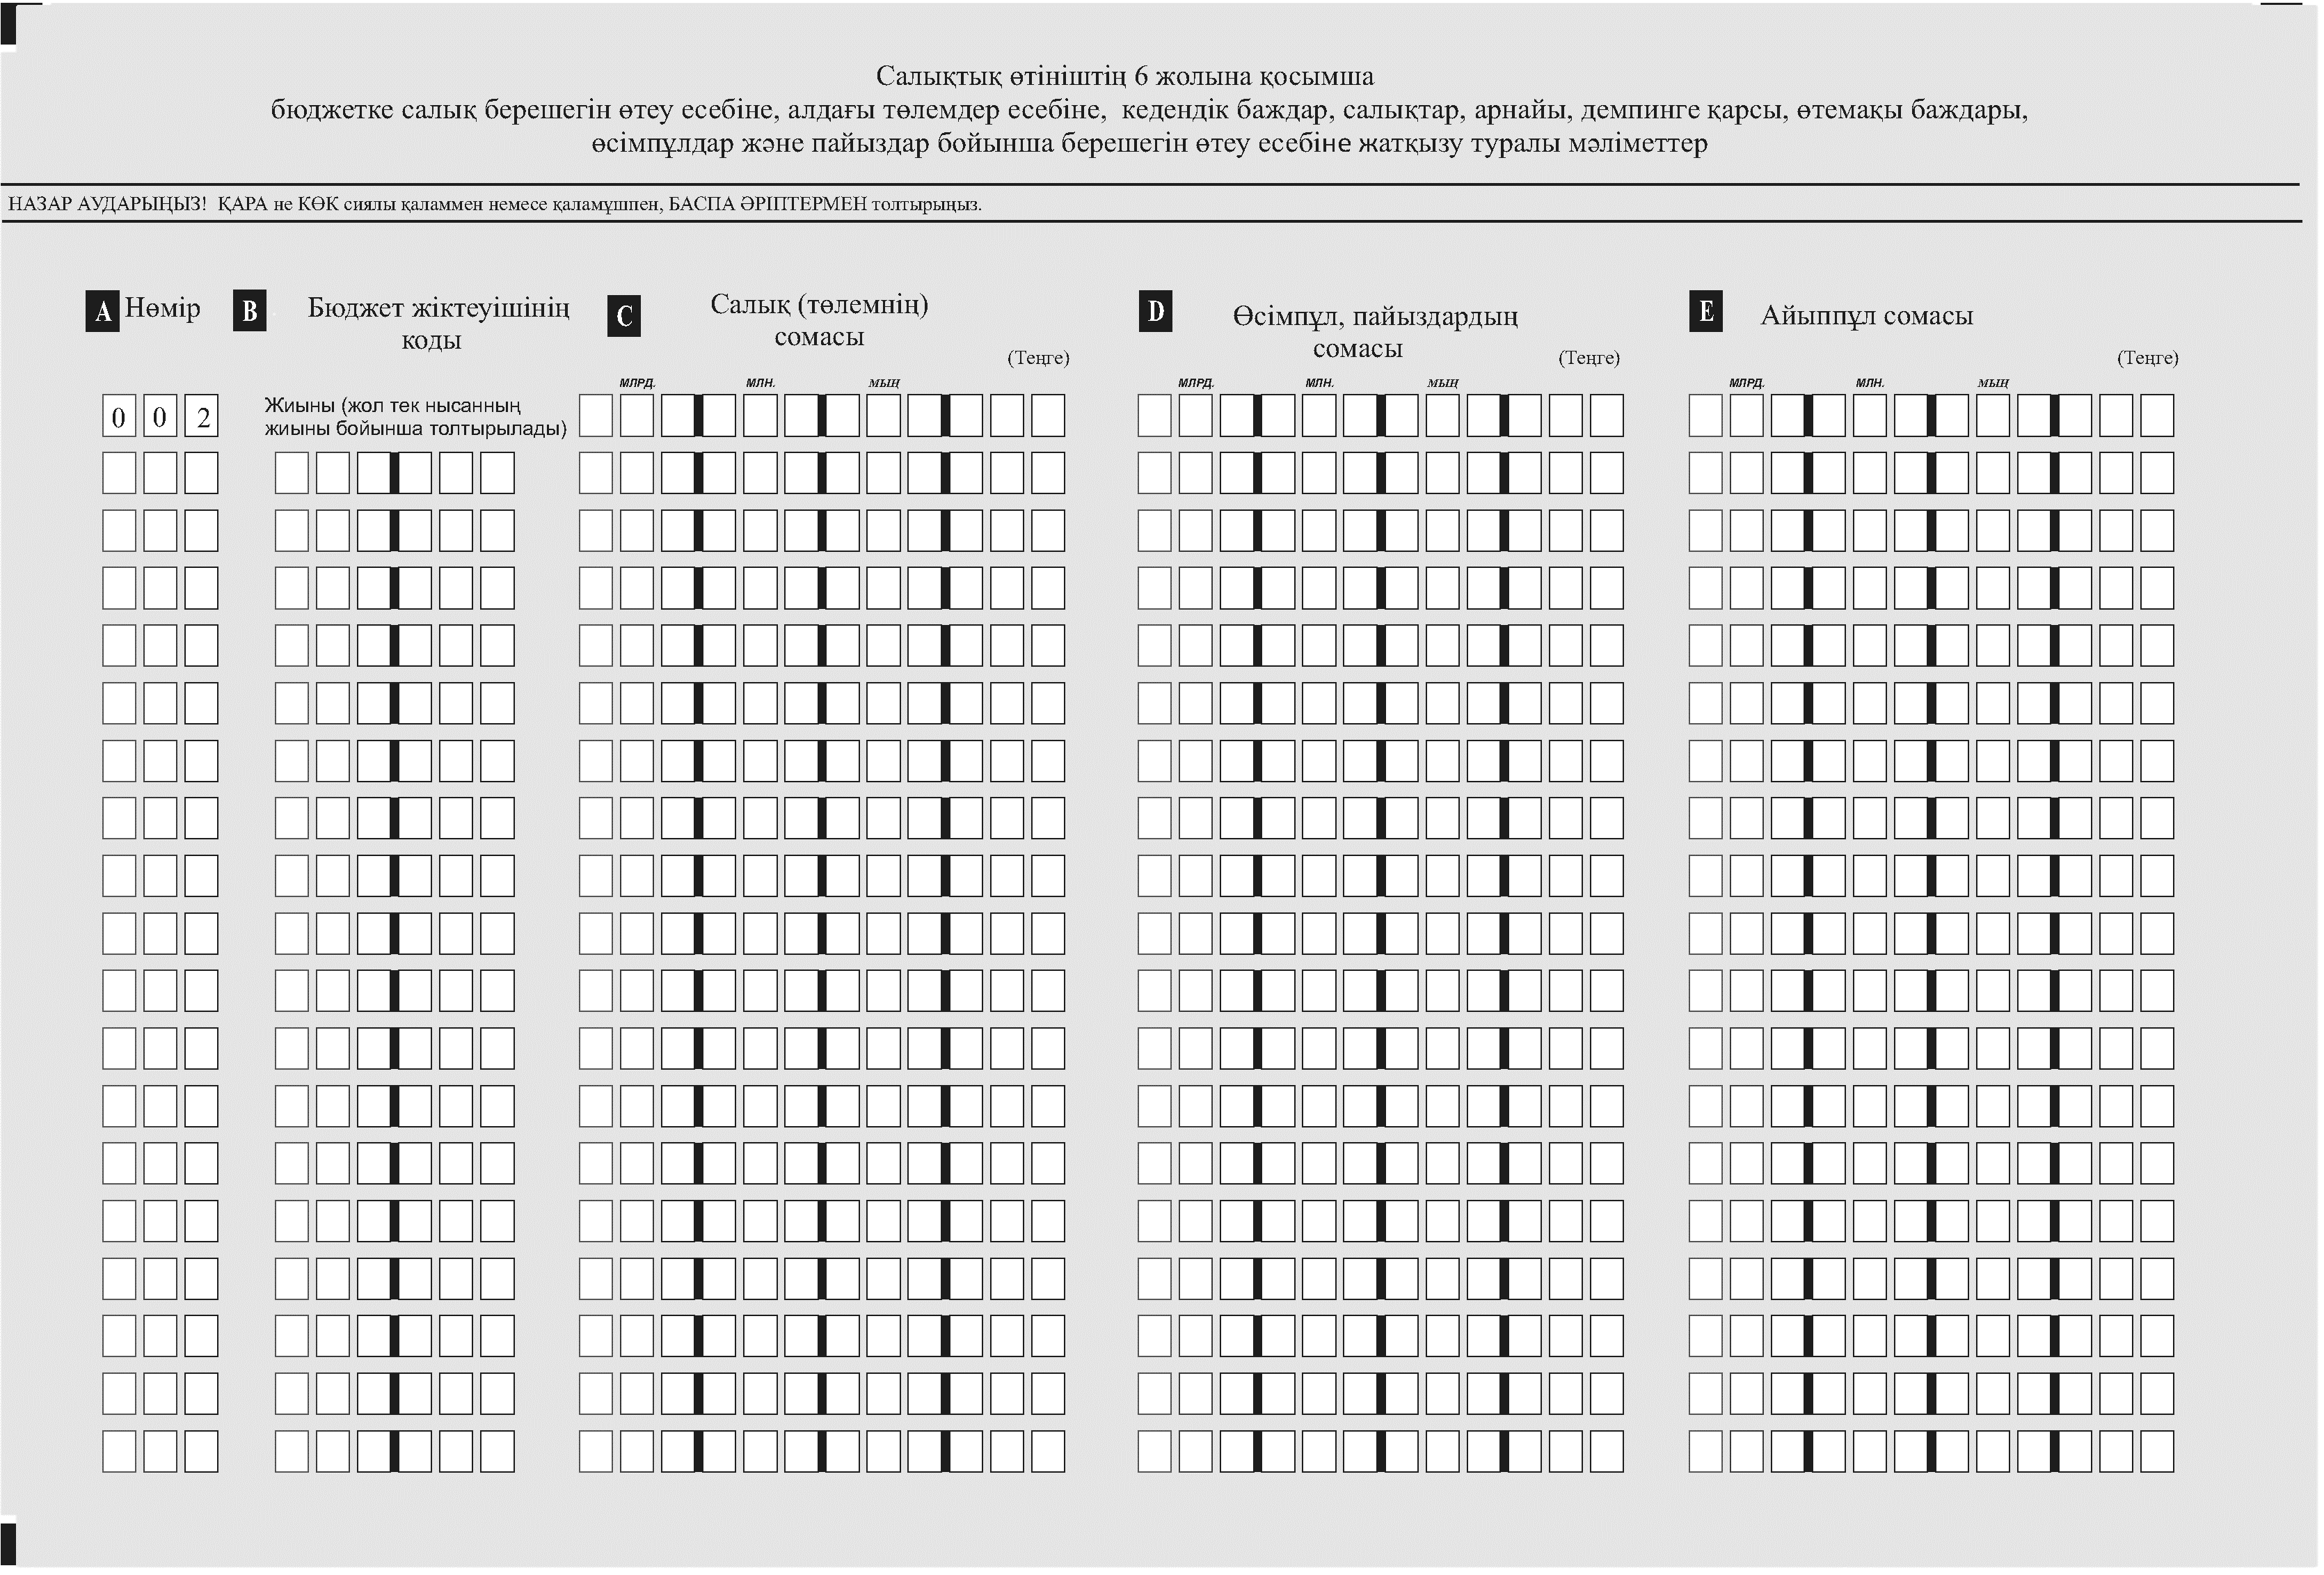 Салықтық өтініштің 6 жолына қосымша
бюджетке салық берешегін өтеу есебіне, алдағы төлемдер есебіне, кедендік баждар, салықтар, арнайы, демпинге қарсы, өтемақы баждары,
өсімпұлдар және пайыздар бойынша берешегін өтеу есебіне жатқызу туралы мәліметтер
НАЗАР АУДАРЫҢЫЗ! ҚАРА не КӨК сиялы қаламмен немесе қаламұшпен, БАСПА ӘРІПТЕРМЕН толтырыңыз.
A Нөмір
B Бюджет жіктеуішінің
коды
C Салық (төлемнің)
сомасы
(Теңге)
D Өсімпұл, пайыздардың
сомасы
(Теңге)
E Айыппұл сомасы
(Теңге)
МЛРД. МЛН. МЫҢ МЛРД. МЛН. МЫҢ МЛРД. МЛН. МЫҢ
0 0 2
Жиыны (жол тек нысанның
жиыны бойынша толтырылады)